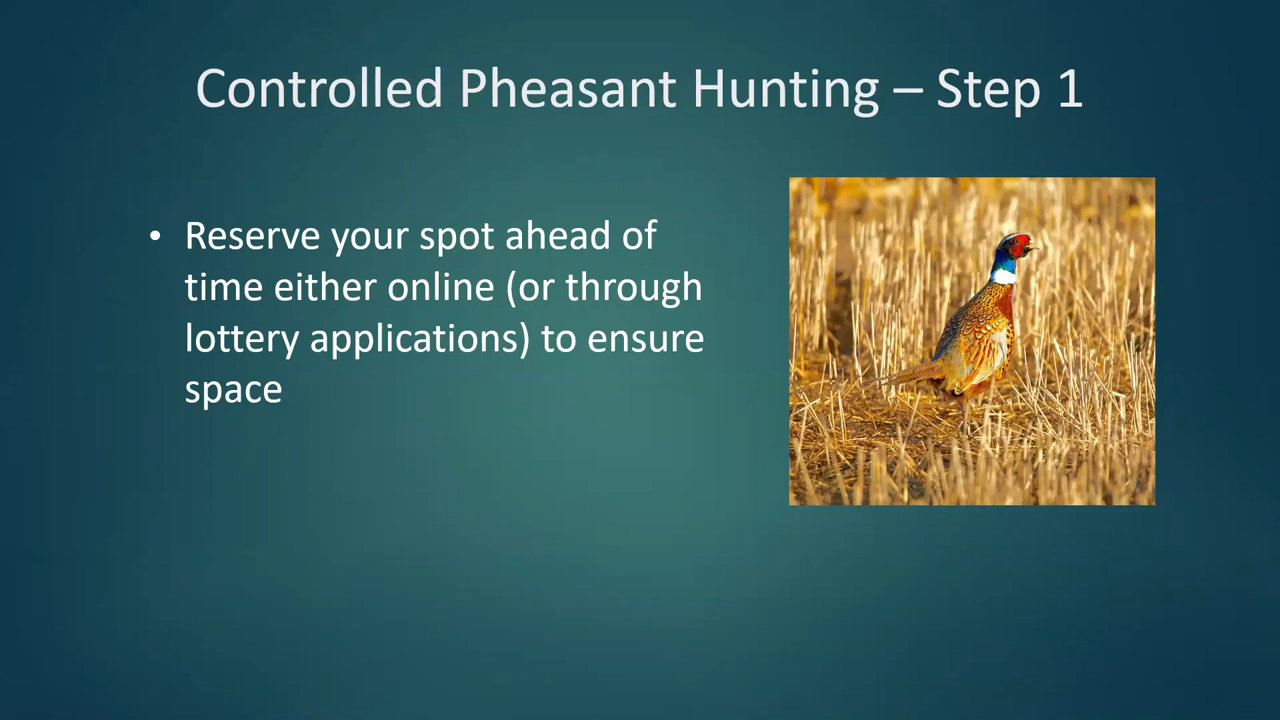 Controlled Pheasant Hunting – Step 1
• Reserve your spot ahead of
time either online (or through
lottery applications) to ensure
space